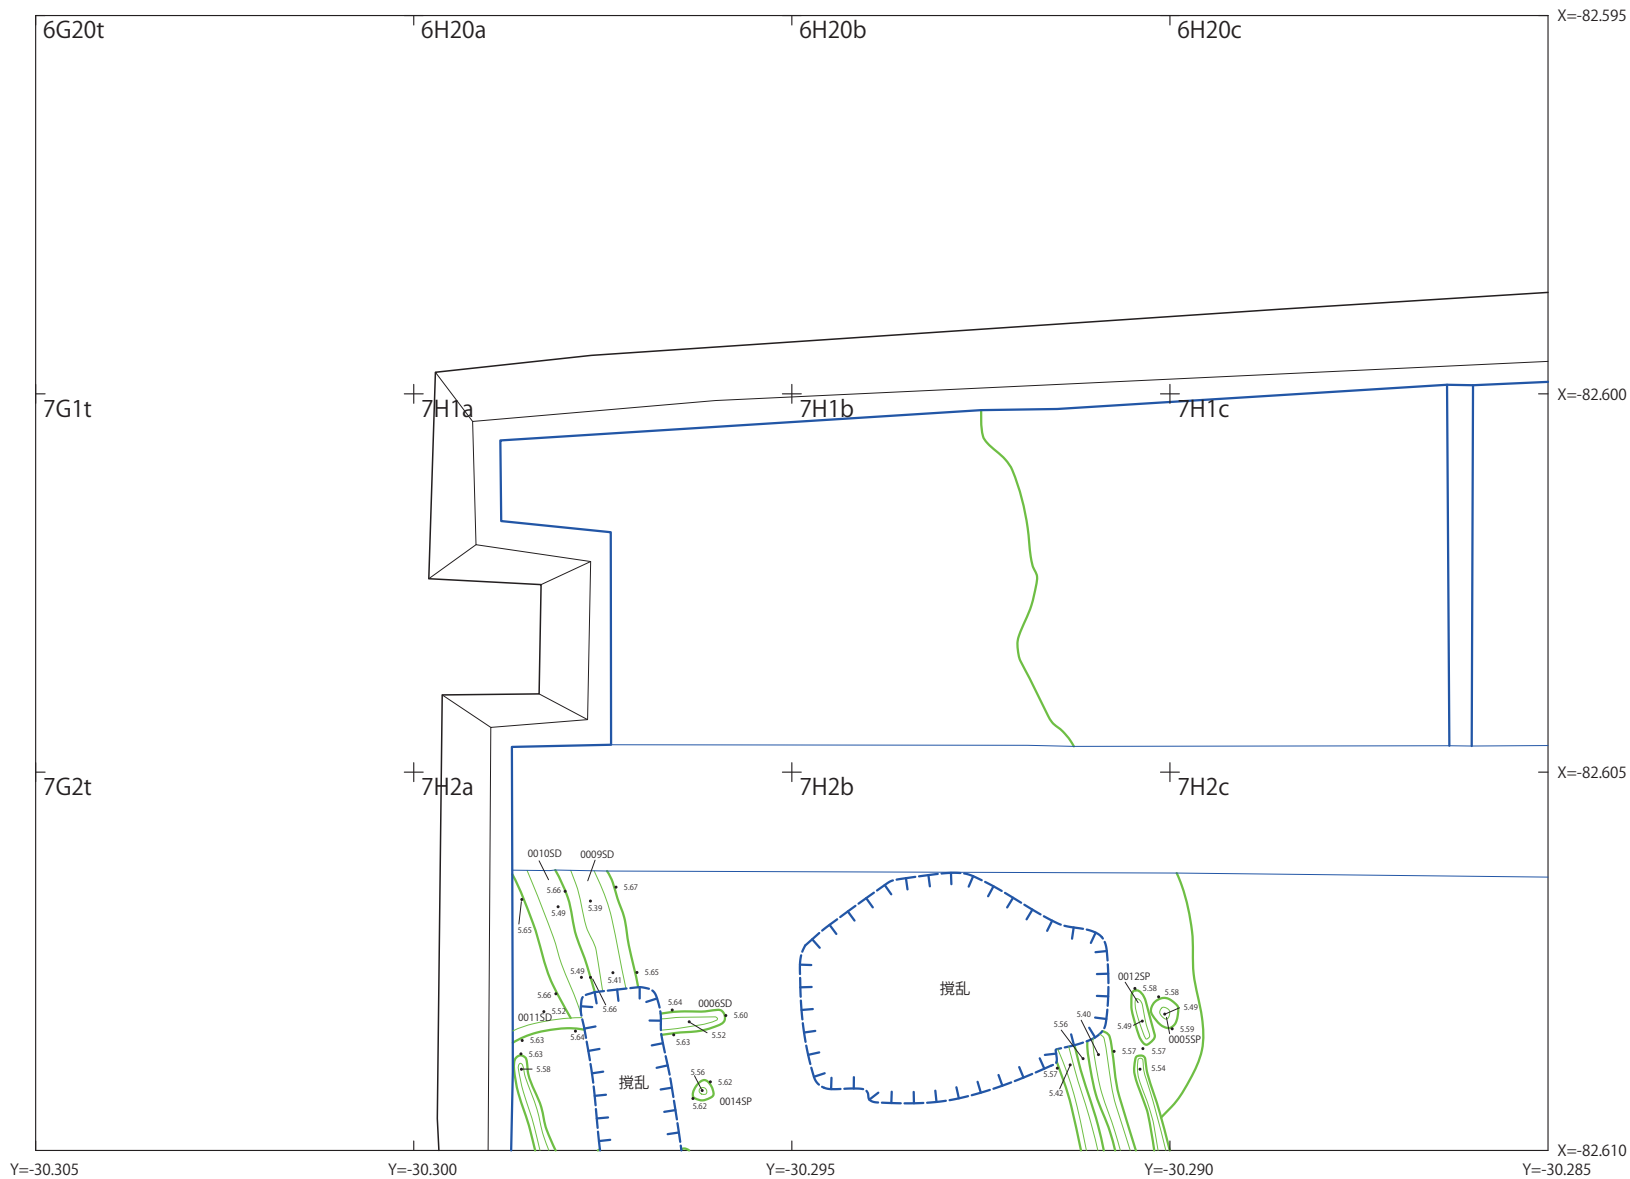 6G20t
6H20a
6H20b
6H20c
X=-82.595
7G1t
7H1a
7H1b
7H1c
X=-82.600
7G2t
7H2a
7H2b
7H2c
X=-82.605
0010SD
0009SD
5.66
5.67
5.49
5.39
5.65
5.49
5.41
5.65
5.66
5.52
5.66
0011SD
5.64
5.63
5.63
5.58
5.64
0006SD
5.60
5.52
5.63
撹乱
5.56
5.62
5.62
0014SP
撹乱
0012SP
5.58
5.58
5.49
5.49
5.59
0005SP
5.40
5.56
5.57
5.57
5.57
5.54
5.42
X=-82.610
Y=-30.305
Y=-30.300
Y=-30.295
Y=-30.290
Y=-30.285